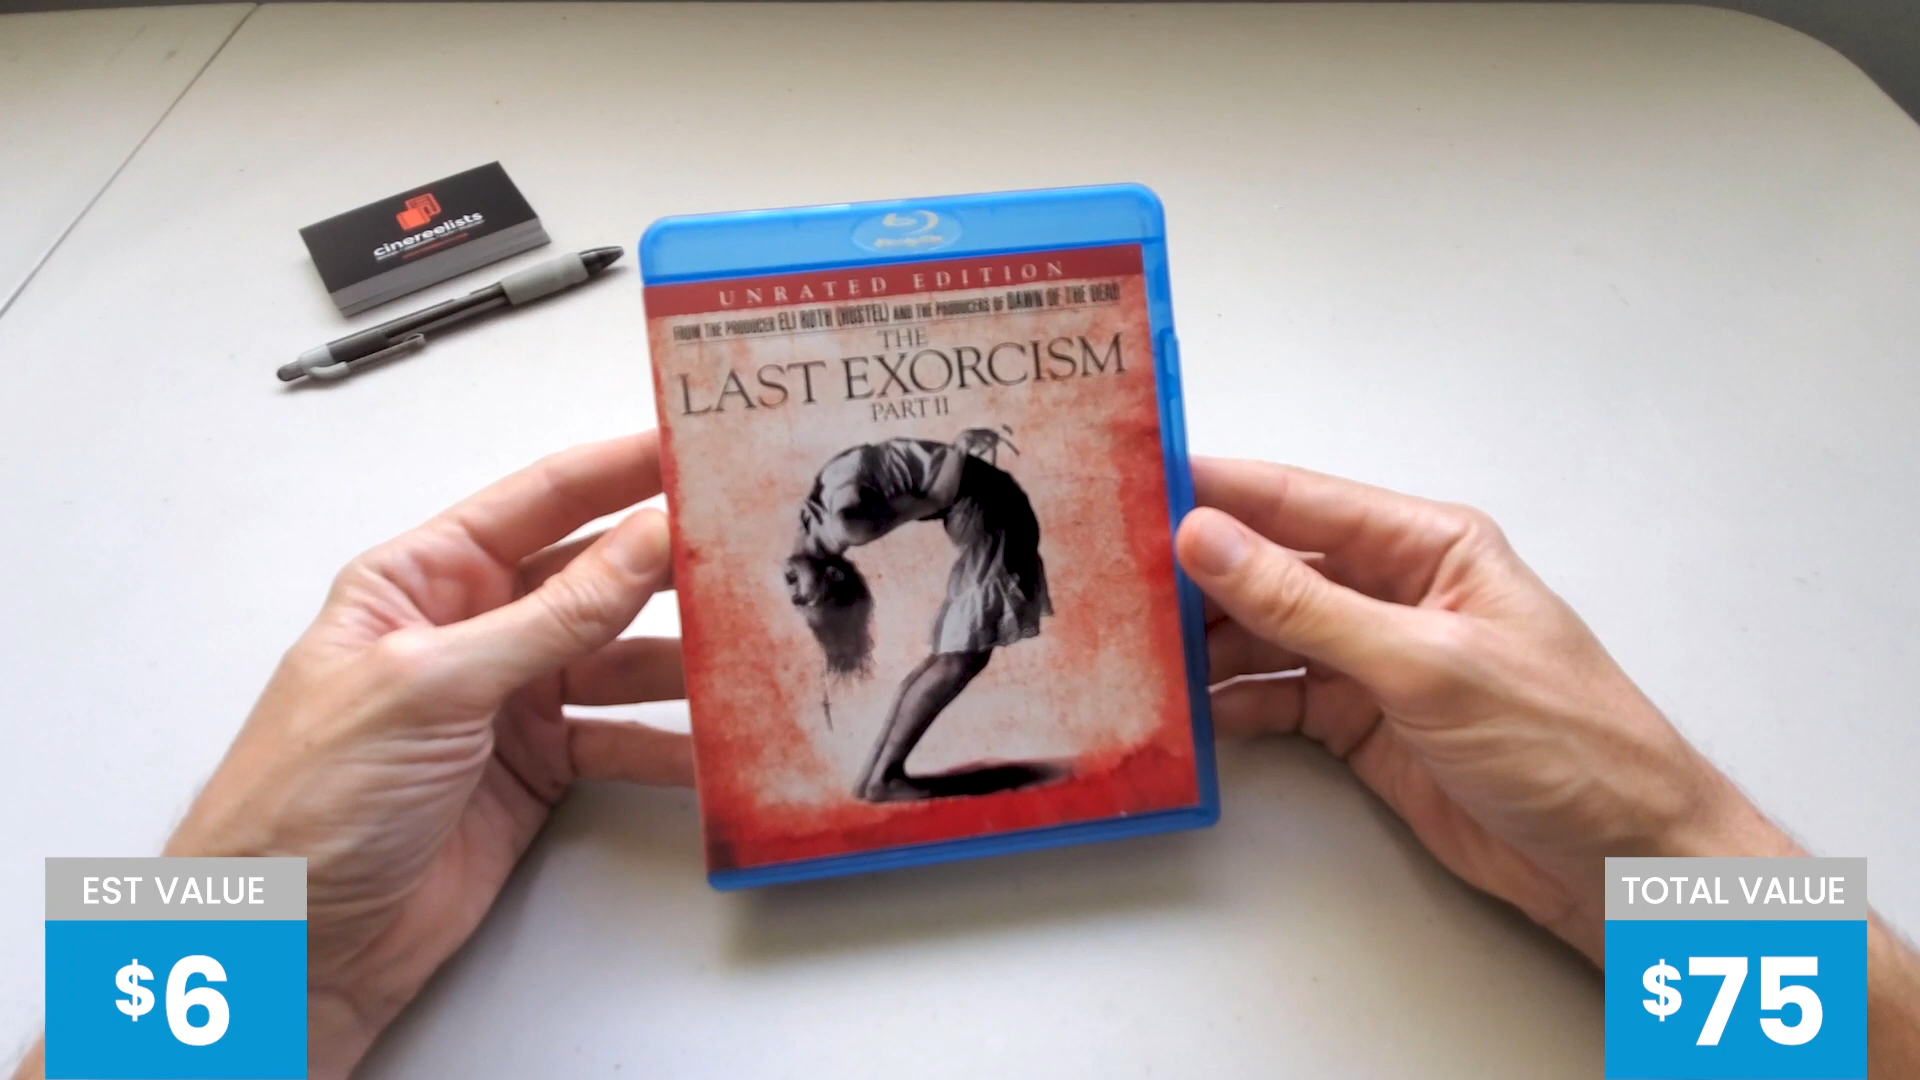 cinereelists
UNRATED EDITION
FROM THE PRODUCER ELI ROTH (HOSTEL) AND THE PRODUCERS OF DAWN OF THE DEAD
THE
LAST EXORCISM
PART II
EST VALUE
$6
TOTAL VALUE
$75